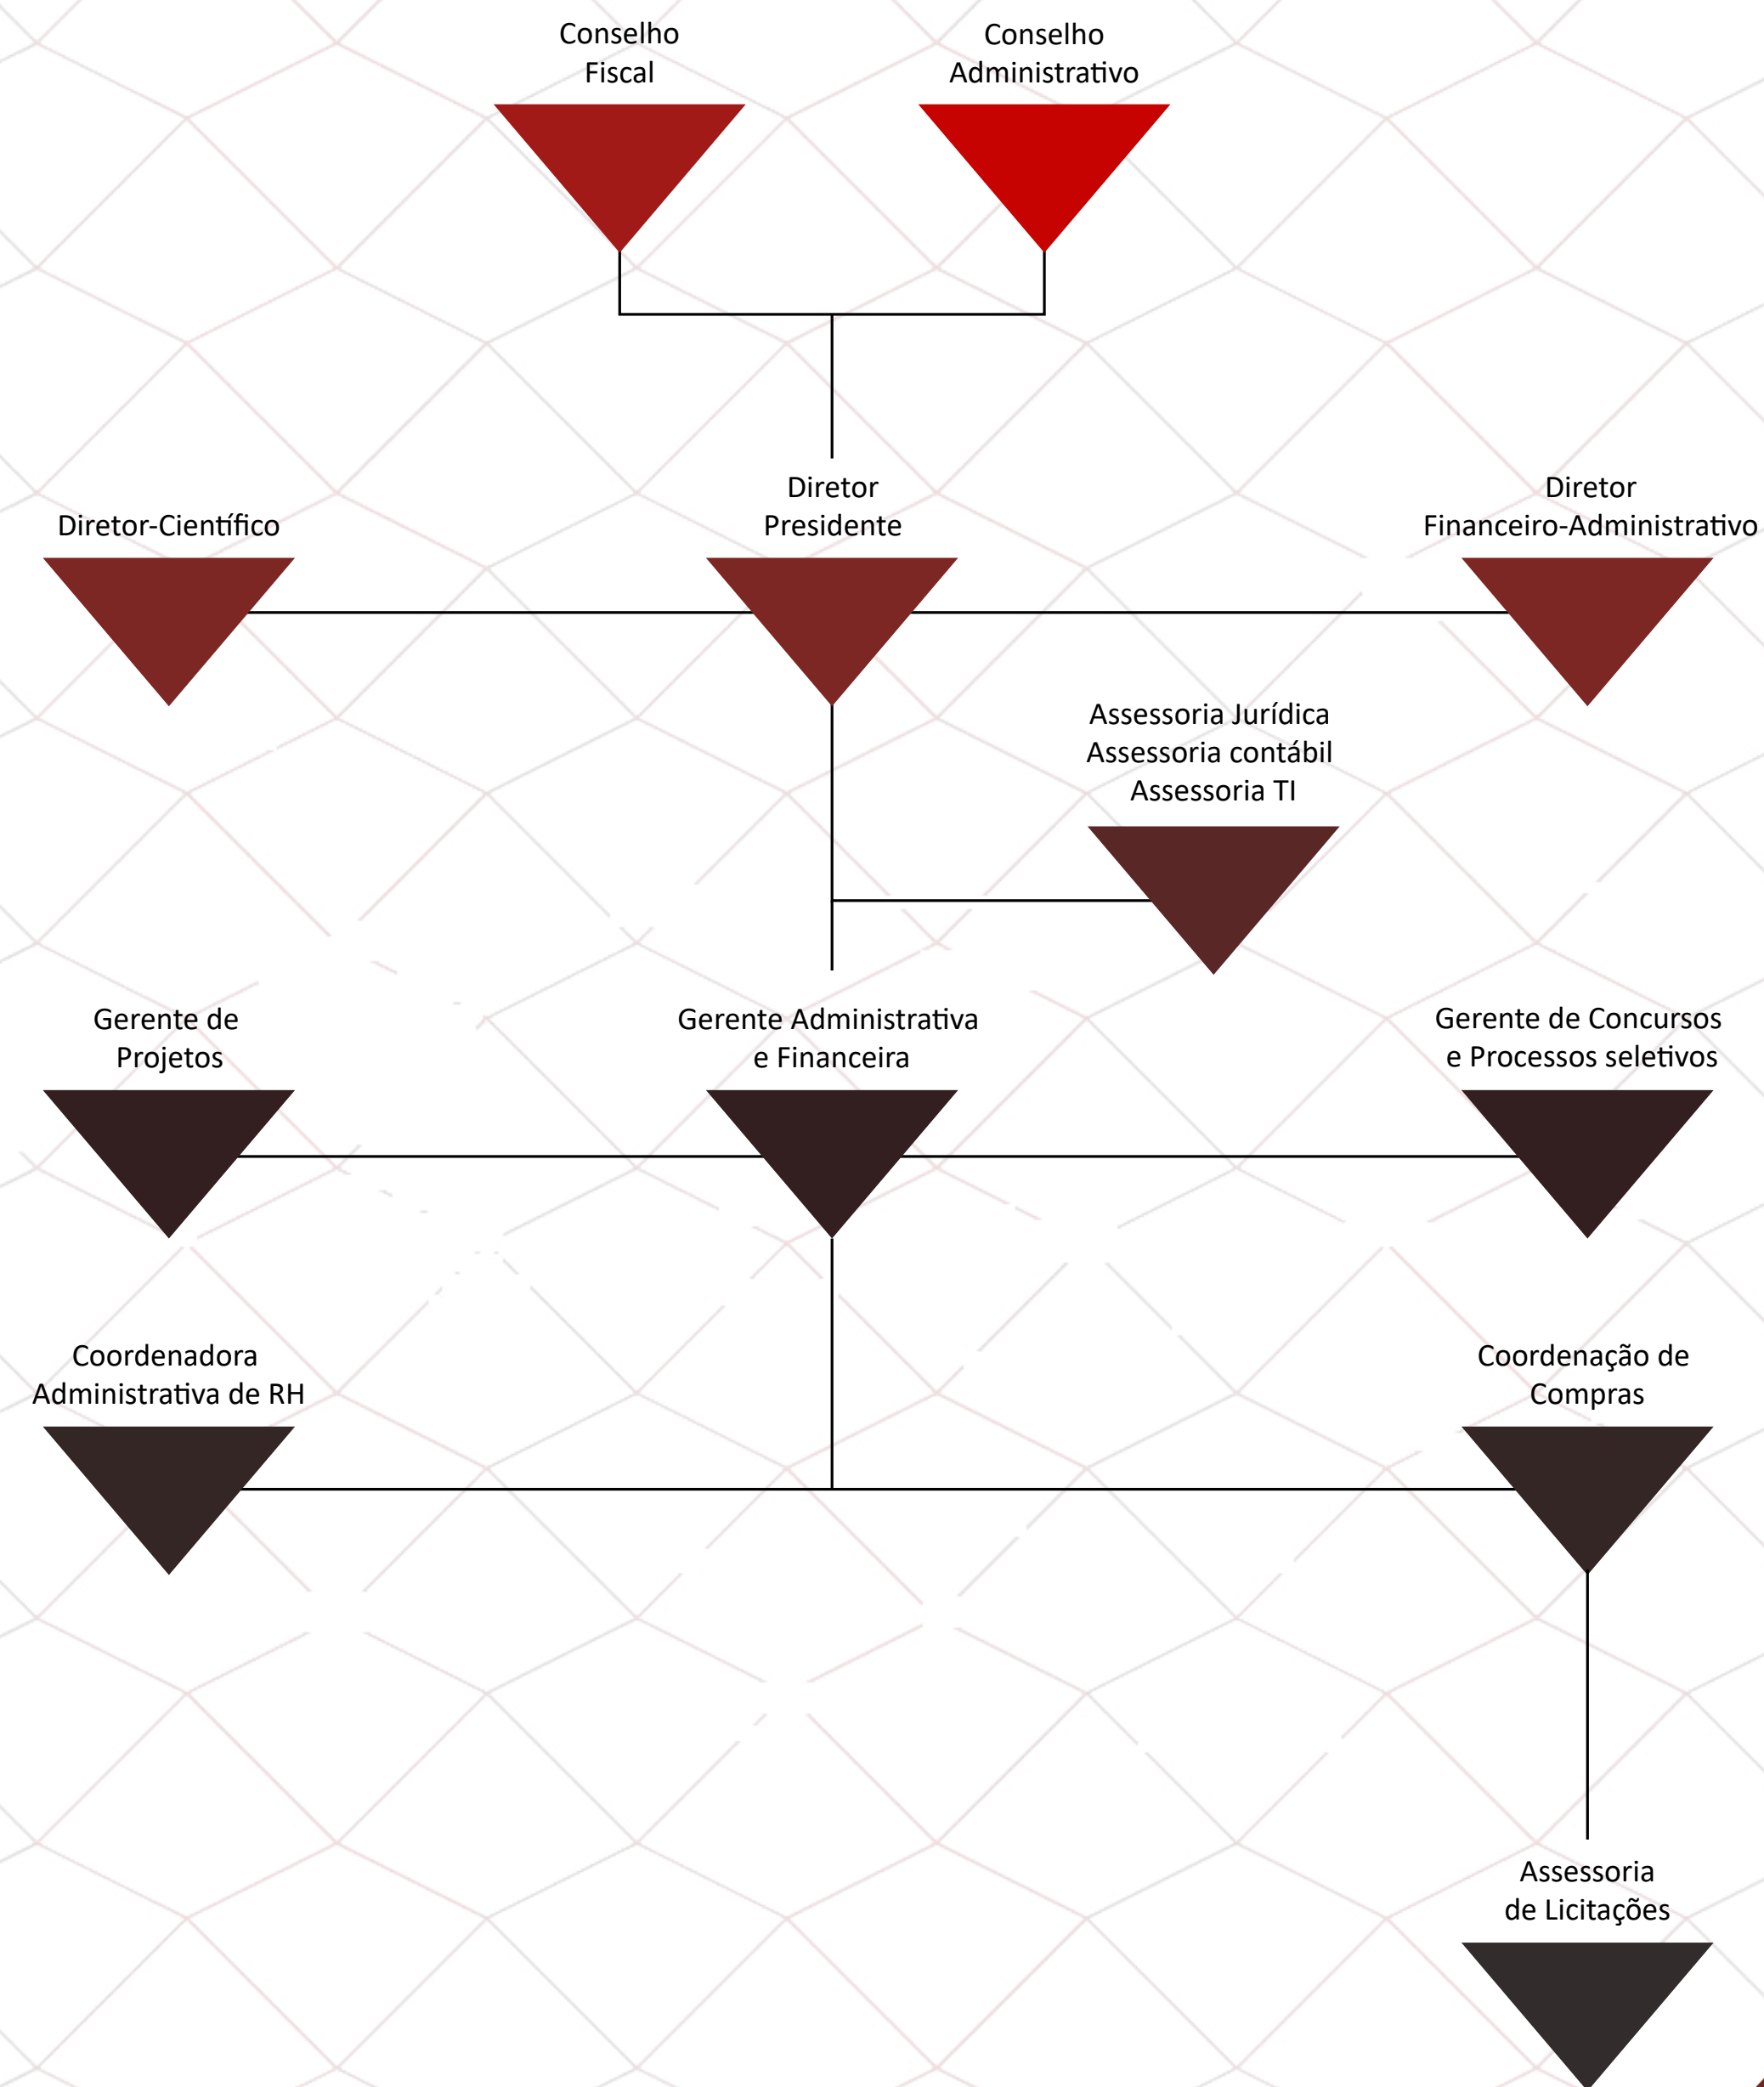 Conselho
Fiscal
Conselho
Administrativo
Diretor-Científico
Diretor
Presidente
Diretor
Financeiro-Administrativo
Assessoria Jurídica
Assessoria contábil
Assessoria TI
Gerente de
Projetos
Gerente Administrativa
e Financeira
Gerente de Concursos
e Processos seletivos
Coordenadora
Administrativa de RH
Coordenação de
Compras
Assessoria
de Licitações